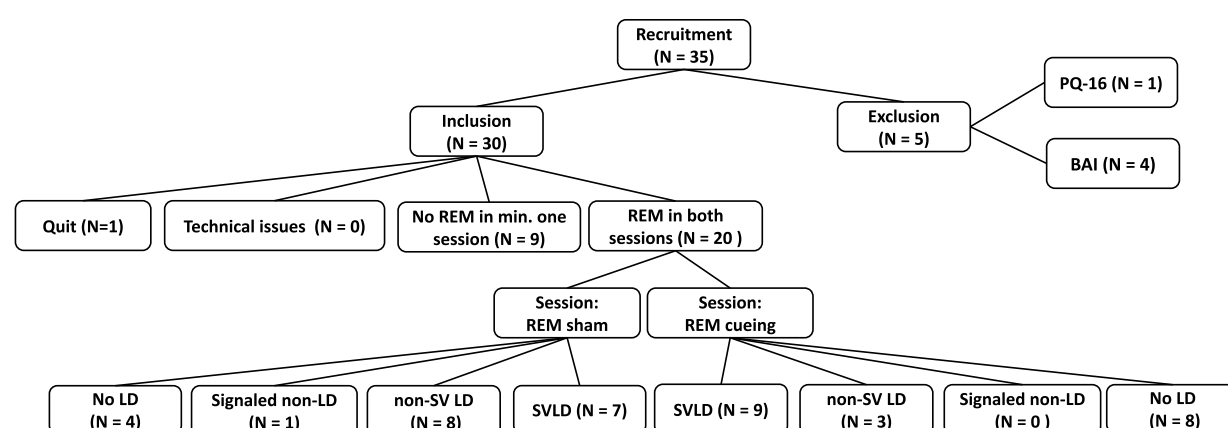 Recruitment
(N = 35)
PQ-16 (N = 1)
Exclusion
(N = 5)
Inclusion
(N = 30)
BAI (N = 4)
Quit (N=1)
Technical issues (N = 0)
No REM in min. one
session (N = 9)
REM in both
sessions (N = 20 )
Session:
REM sham
Session:
REM cueing
No LD
(N = 4)
Signaled non-LD
(N = 1)
non-SV LD
(N = 8)
SVLD (N = 7)
SVLD (N = 9)
non-SV LD
(N = 3)
Signaled non-LD
(N = 0 )
No LD
(N = 8)